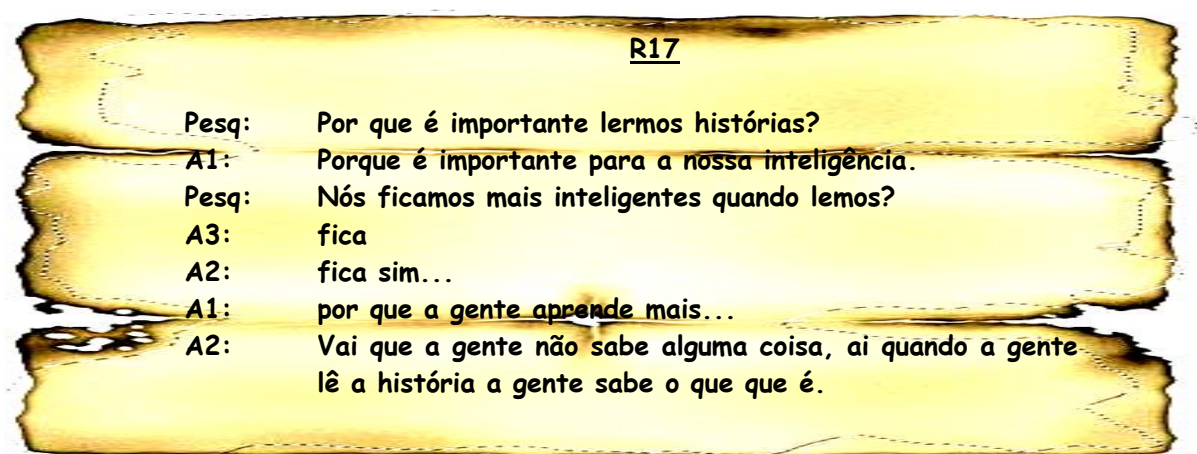 R17
Pesq: Por que é importante lermos histórias?
A1: Porque é importante para a nossa inteligência.
Pesq: Nós ficamos mais inteligentes quando lemos?
A3: fica
A2: fica sim...
A1: por que a gente aprende mais...
A2: Vai que a gente não sabe alguma coisa, ai quando a gente
lê a história a gente sabe o que que é.